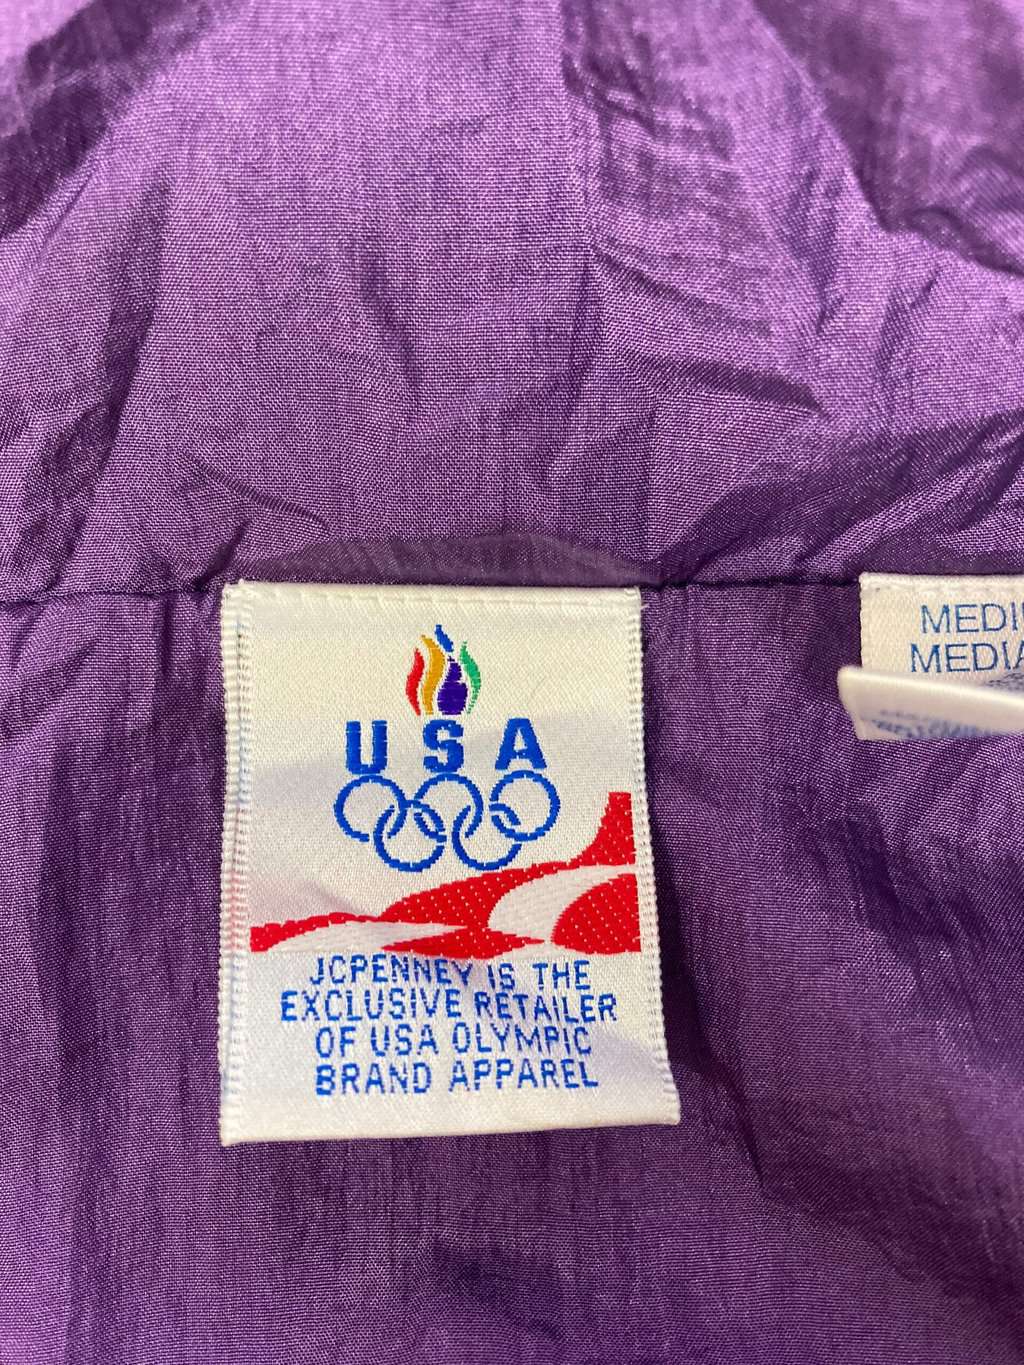 USA
JCPENNEY IS THE
EXCLUSIVE RETAILER
OF USA OLYMPIC
BRAND APPAREL